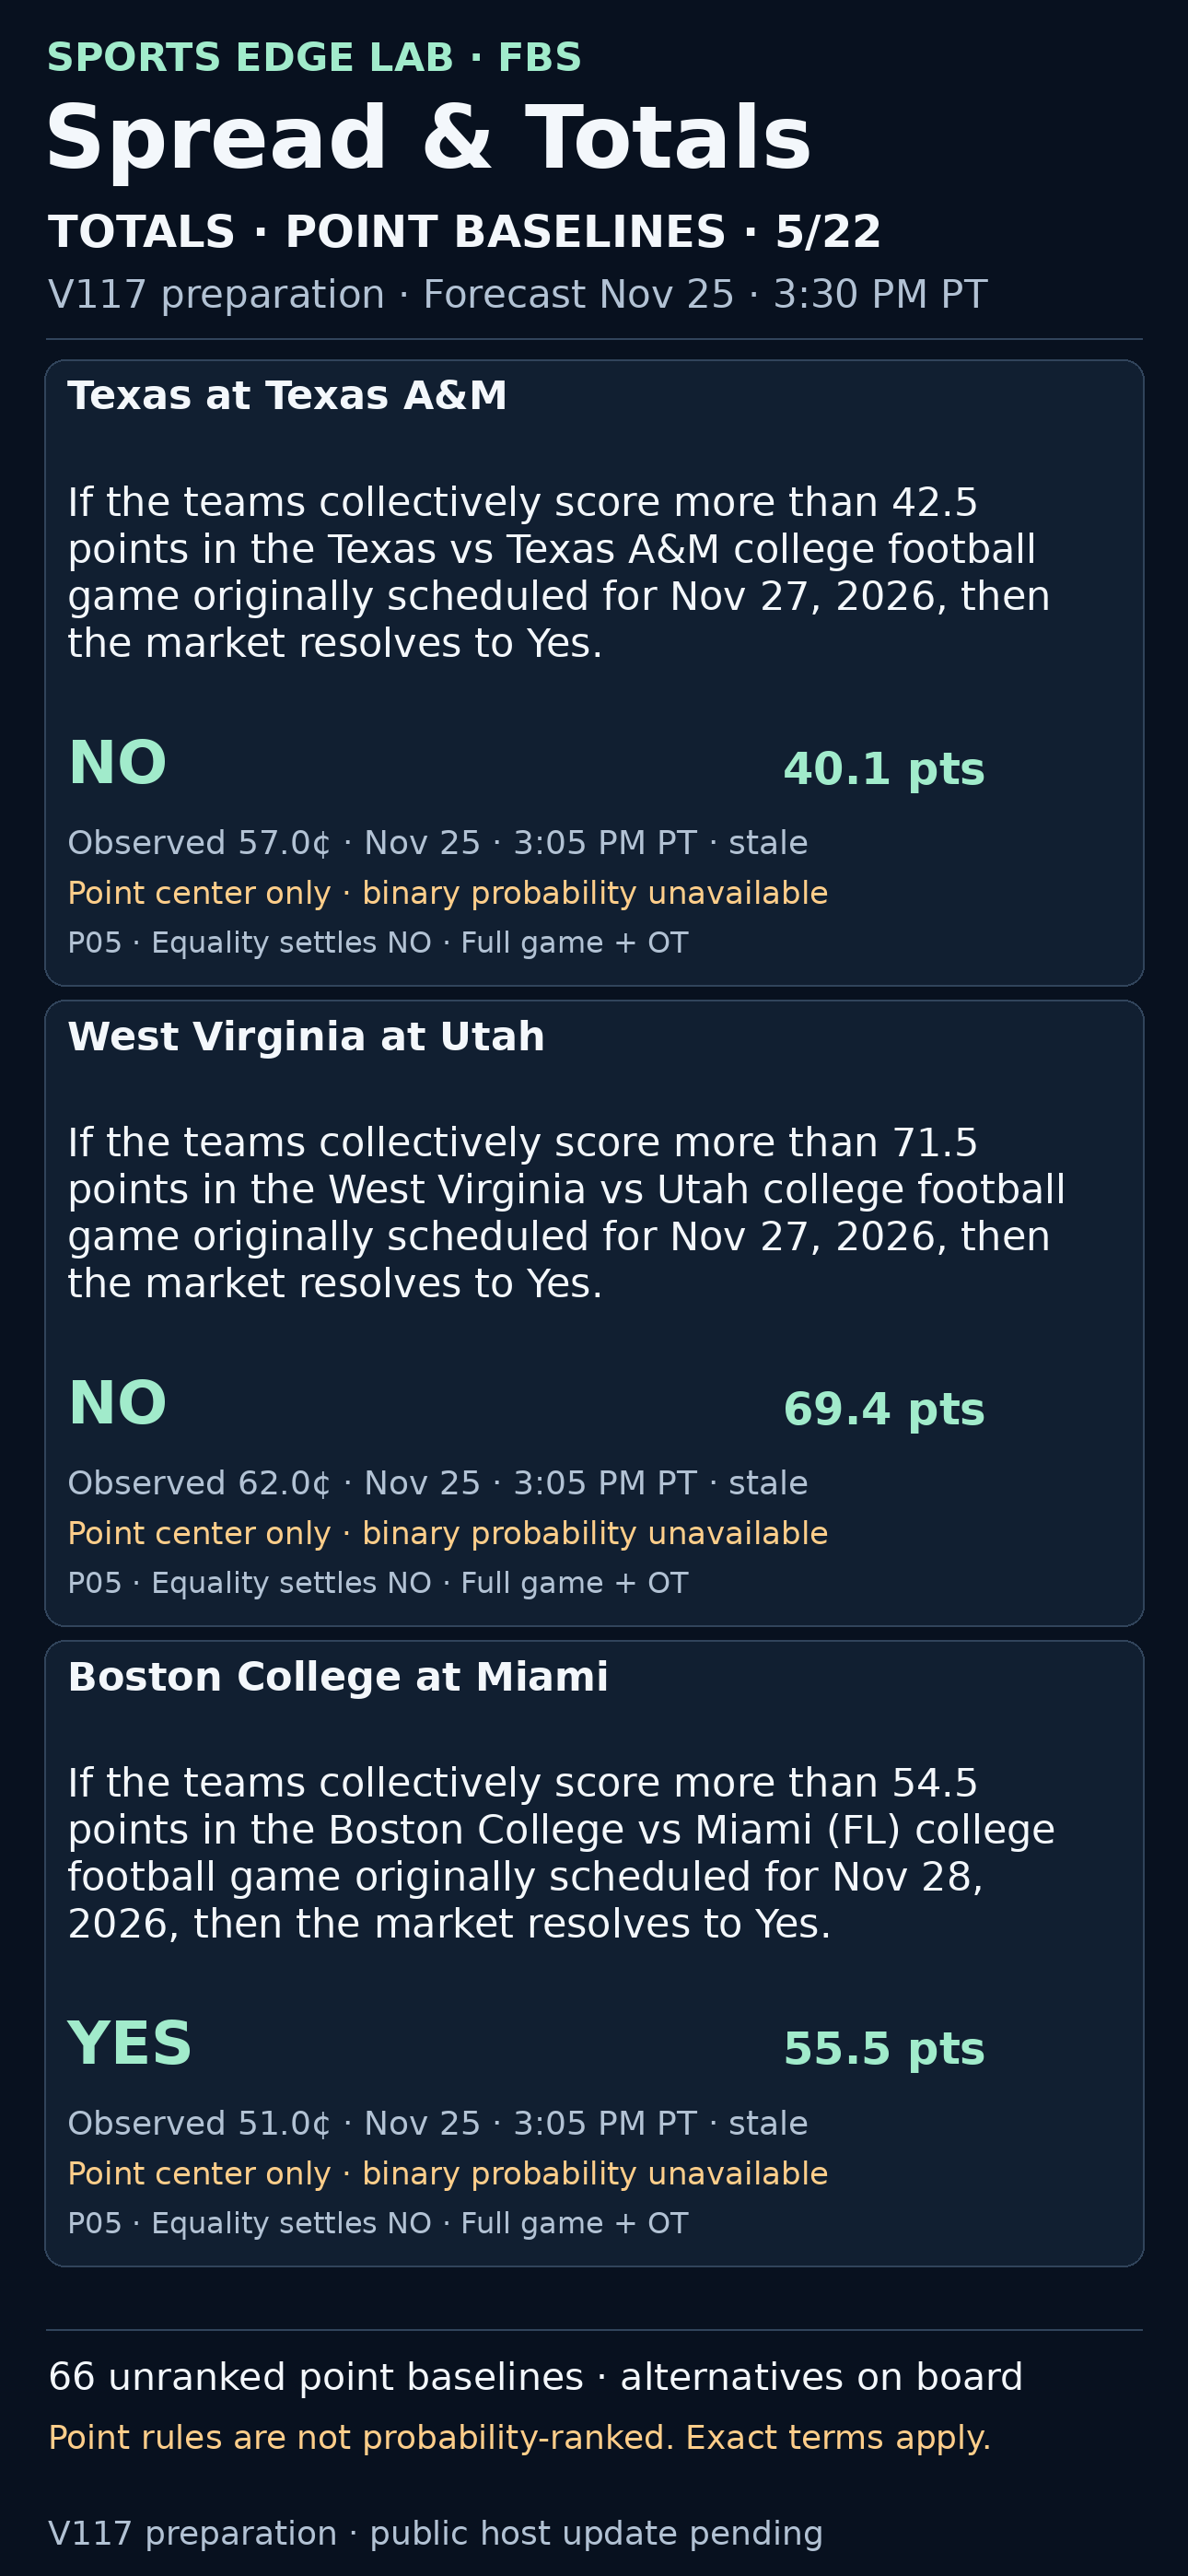 SPORTS EDGE LAB · FBS
Spread & Totals
TOTALS · POINT BASELINES · 5/22
V117 preparation · Forecast Nov 25 · 3:30 PM PT
Texas at Texas A&M
If the teams collectively score more than 42.5
points in the Texas vs Texas A&M college football
game originally scheduled for Nov 27, 2026, then
the market resolves to Yes.
NO 40.1 pts
Observed 57.0¢ · Nov 25 · 3:05 PM PT · stale
Point center only · binary probability unavailable
P05 · Equality settles NO · Full game + OT
West Virginia at Utah
If the teams collectively score more than 71.5
points in the West Virginia vs Utah college football
game originally scheduled for Nov 27, 2026, then
the market resolves to Yes.
NO 69.4 pts
Observed 62.0¢ · Nov 25 · 3:05 PM PT · stale
Point center only · binary probability unavailable
P05 · Equality settles NO · Full game + OT
Boston College at Miami
If the teams collectively score more than 54.5
points in the Boston College vs Miami (FL) college
football game originally scheduled for Nov 28,
2026, then the market resolves to Yes.
YES 55.5 pts
Observed 51.0¢ · Nov 25 · 3:05 PM PT · stale
Point center only · binary probability unavailable
P05 · Equality settles NO · Full game + OT
66 unranked point baselines · alternatives on board
Point rules are not probability-ranked. Exact terms apply.
V117 preparation · public host update pending